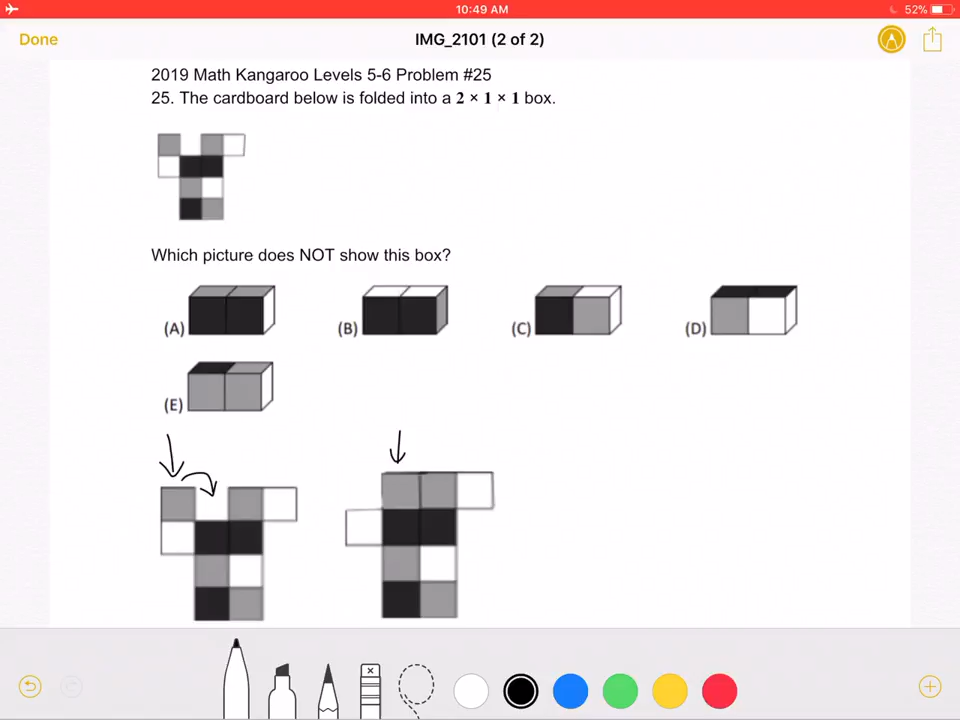 10:49 AM
52%
Done
IMG_2101 (2 of 2)
2019 Math Kangaroo Levels 5-6 Problem #25
25. The cardboard below is folded into a 2 × 1 × 1 box.
Which picture does NOT show this box?
(A) (B) (C) (D)
(E)